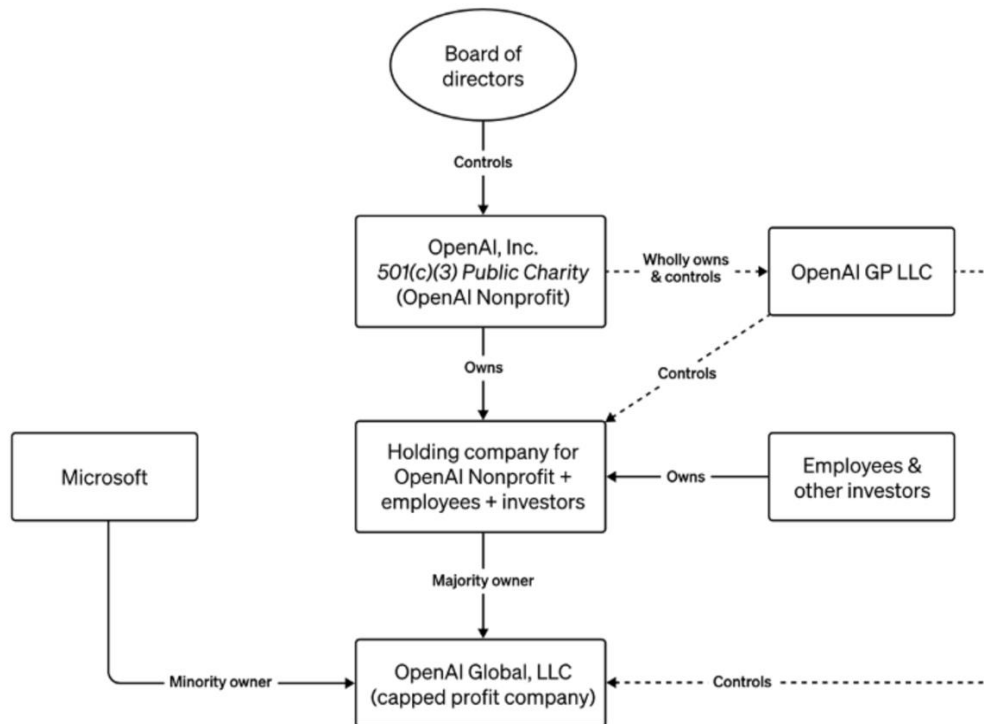 Board of
directors
Controls
OpenAI, Inc.
501(c)(3) Public Charity
(OpenAI Nonprofit)
Wholly owns
& controls
OpenAI GP LLC
Owns
Controls
Microsoft
Holding company for
OpenAI Nonprofit +
employees + investors
Owns
Employees &
other investors
Majority owner
Minority owner
OpenAI Global, LLC
(capped profit company)
Controls